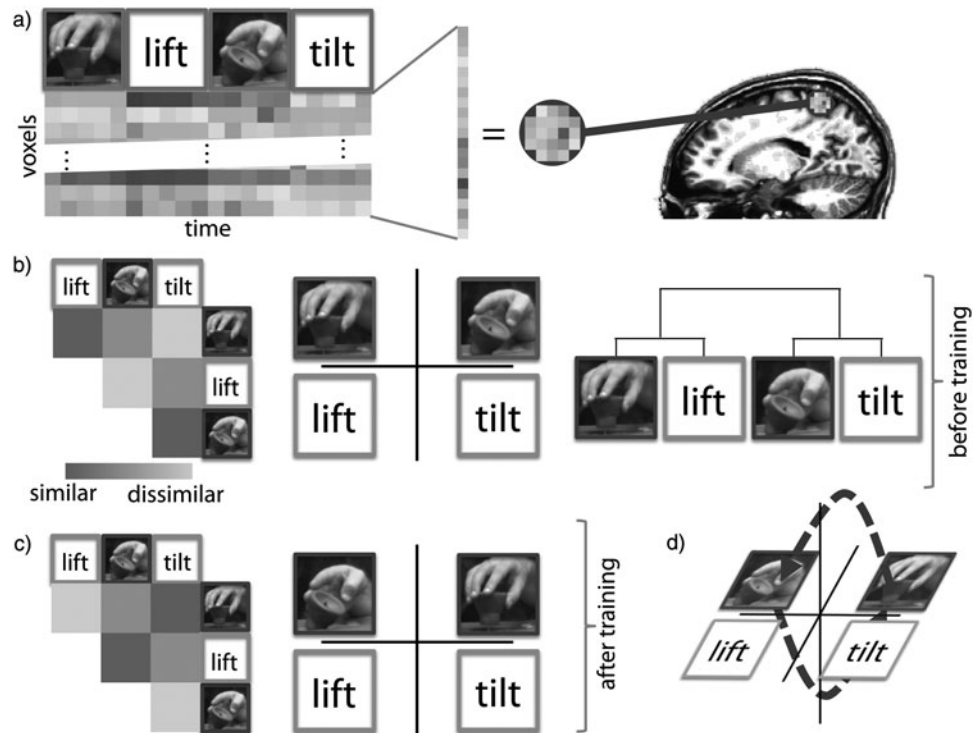 a)
lift
tilt
voxels
time
=
b)
lift
tilt
lift
similar
dissimilar
lift
tilt
lift
tilt
before training
c)
lift
tilt
lift
lift
tilt
after training
d)
lift
tilt